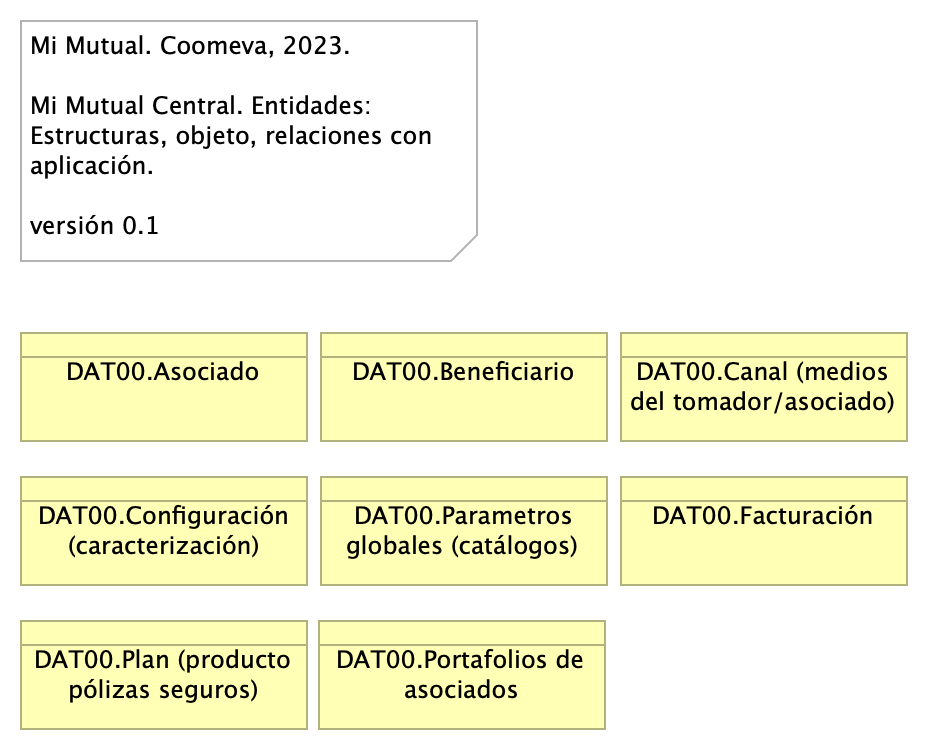 Mi Mutual. Coomeva, 2023.
Mi Mutual Central. Entidades:
Estructuras, objeto, relaciones con
aplicación.
versión 0.1
DAT00.Asociado
DAT00.Beneficiario
DAT00.Canal (medios
del tomador/asociado)
DAT00.Configuración
(caracterización)
DAT00.Parametros
globales (catálogos)
DAT00.Facturación
DAT00.Plan (producto
pólizas seguros)
DAT00.Portafolios de
asociados